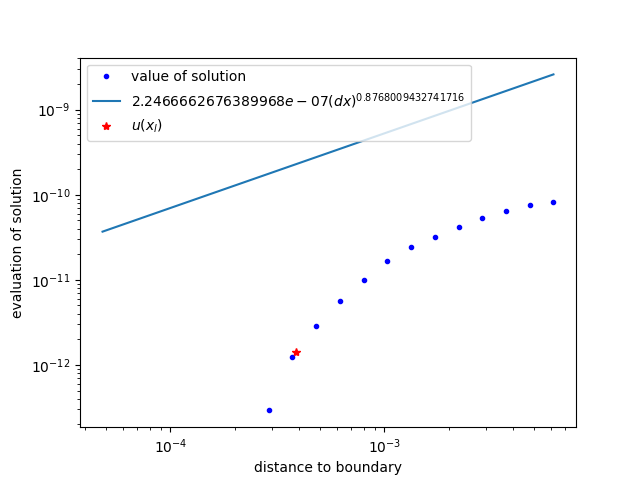 value of solution
2.2466662676389968e − 07(dx)^0.8768009432741716
u(x_l)
10^−9
10^−10
10^−11
10^−12
evaluation of solution
10^−4
10^−3
distance to boundary